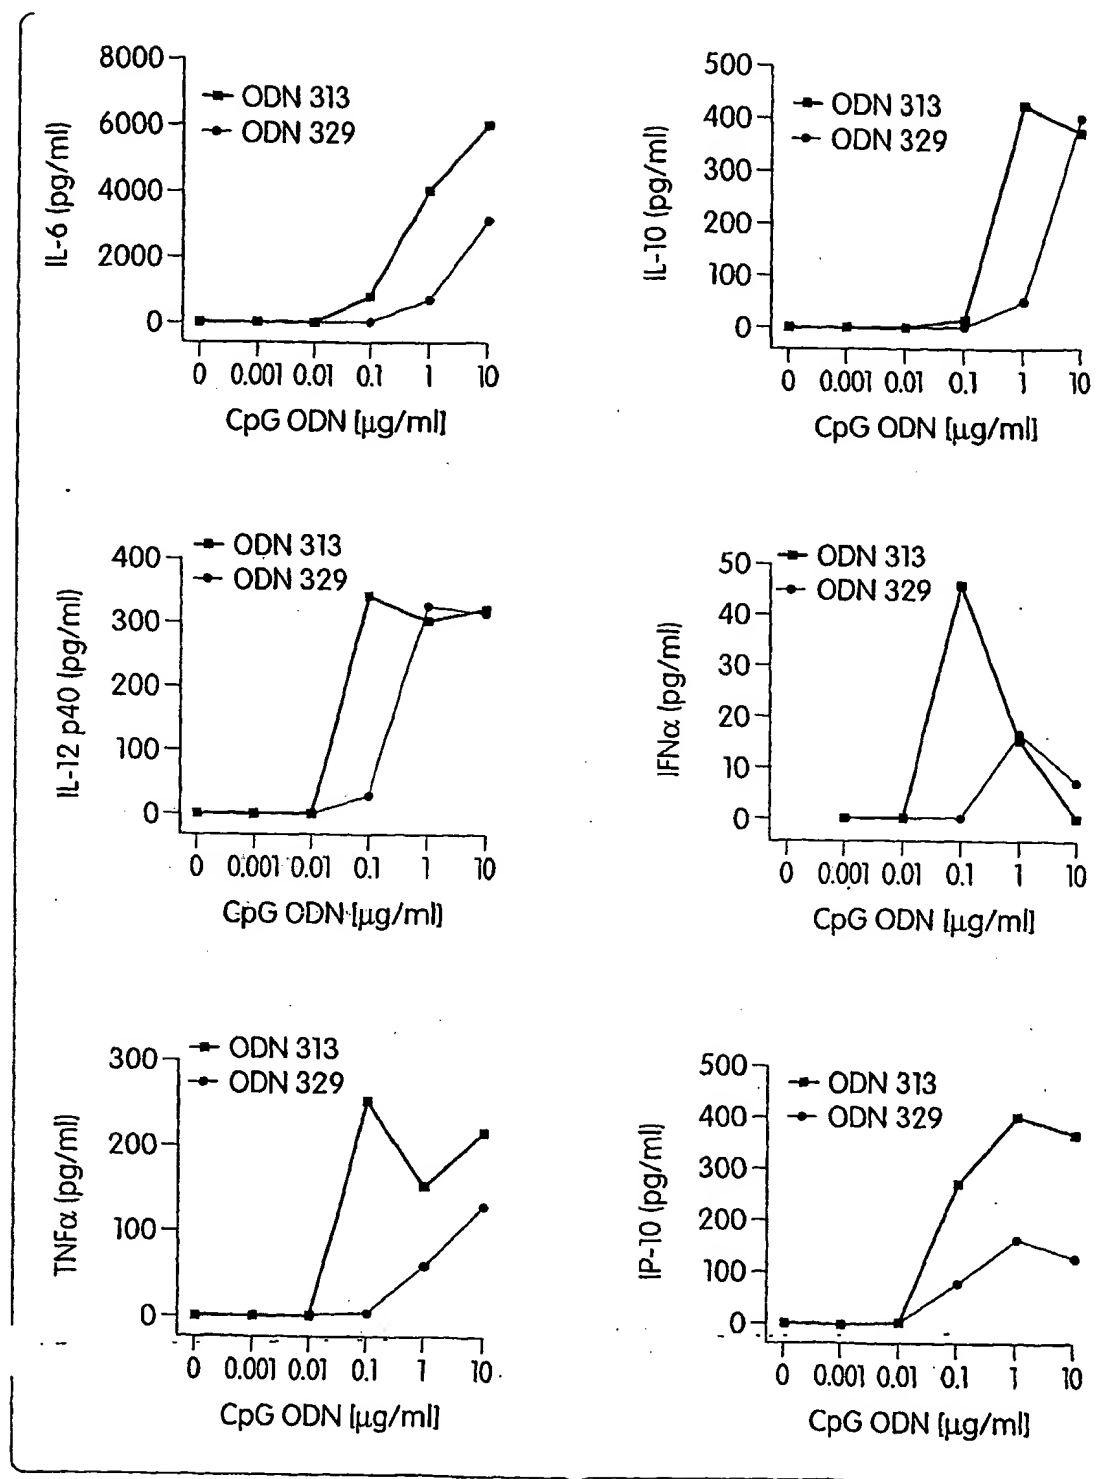 IL-6 (pg/ml)
8000
6000
4000
2000
0
ODN 313
ODN 329
0 0.001 0.01 0.1 1 10
CpG ODN [µg/ml]
IL-10 (pg/ml)
500
400
300
200
100
0
ODN 313
ODN 329
0 0.001 0.01 0.1 1 10
CpG ODN [µg/ml]
IL-12 p40 (pg/ml)
400
300
200
100
0
ODN 313
ODN 329
0 0.001 0.01 0.1 1 10
CpG ODN [µg/ml]
IFNα (pg/ml)
50
40
30
20
10
0
ODN 313
ODN 329
0 0.001 0.01 0.1 1 10
CpG ODN [µg/ml]
TNFα (pg/ml)
300
200
100
0
ODN 313
ODN 329
0 0.001 0.01 0.1 1 10
CpG ODN [µg/ml]
IP-10 (pg/ml)
500
400
300
200
100
0
ODN 313
ODN 329
0 0.001 0.01 0.1 1 10
CpG ODN [µg/ml]